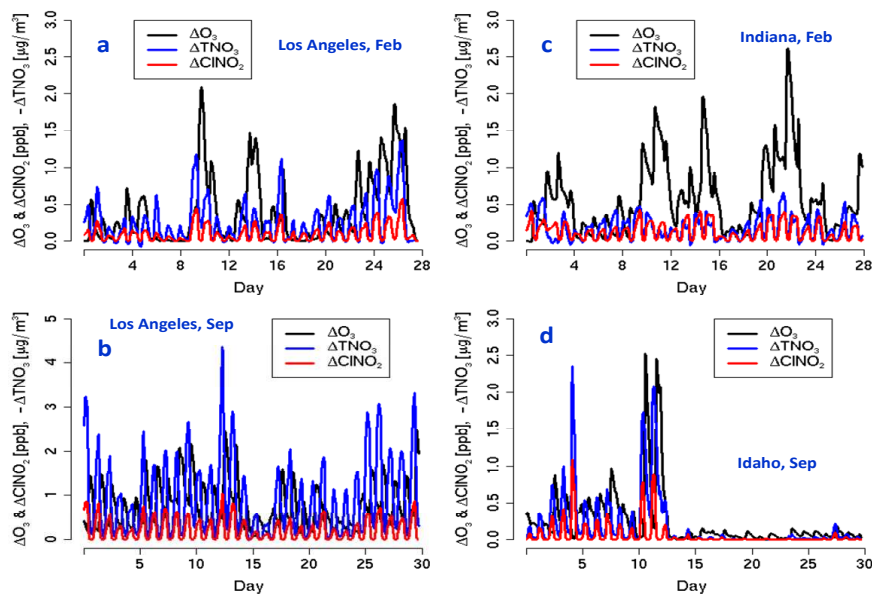 a
Los Angeles, Feb
ΔO₃
ΔTNO₃
ΔClNO₂
ΔO₃ & ΔClNO₂ [ppb], -ΔTNO₃ [µg/m³]
3.0
2.5
2.0
1.5
1.0
0.5
0.0
0 4 8 12 16 20 24 28
Day
c
Indiana, Feb
ΔO₃
ΔTNO₃
ΔClNO₂
ΔO₃ & ΔClNO₂ [ppb], -ΔTNO₃ [µg/m³]
3.0
2.5
2.0
1.5
1.0
0.5
0.0
4 8 12 16 20 24 28
Day
Los Angeles, Sep
b
ΔO₃
ΔTNO₃
ΔClNO₂
ΔO₃ & ΔClNO₂ [ppb], -ΔTNO₃ [µg/m³]
5
4
3
2
1
0
5 10 15 20 25 30
Day
d
Idaho, Sep
ΔO₃
ΔTNO₃
ΔClNO₂
ΔO₃ & ΔClNO₂ [ppb], -ΔTNO₃ [µg/m³]
3.0
2.5
2.0
1.5
1.0
0.5
0.0
5 10 15 20 25 30
Day